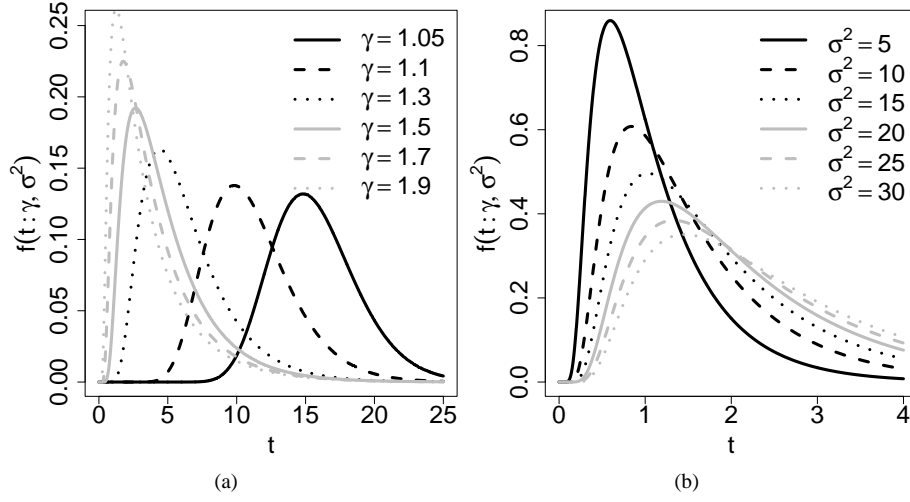 f(t : γ, σ²)
0.00 0.05 0.10 0.15 0.20 0.25
γ = 1.05
γ = 1.1
γ = 1.3
γ = 1.5
γ = 1.7
γ = 1.9
0 5 10 15 20 25
t
(a)
f(t : γ, σ²)
0.0 0.2 0.4 0.6 0.8
σ² = 5
σ² = 10
σ² = 15
σ² = 20
σ² = 25
σ² = 30
0 1 2 3 4
t
(b)